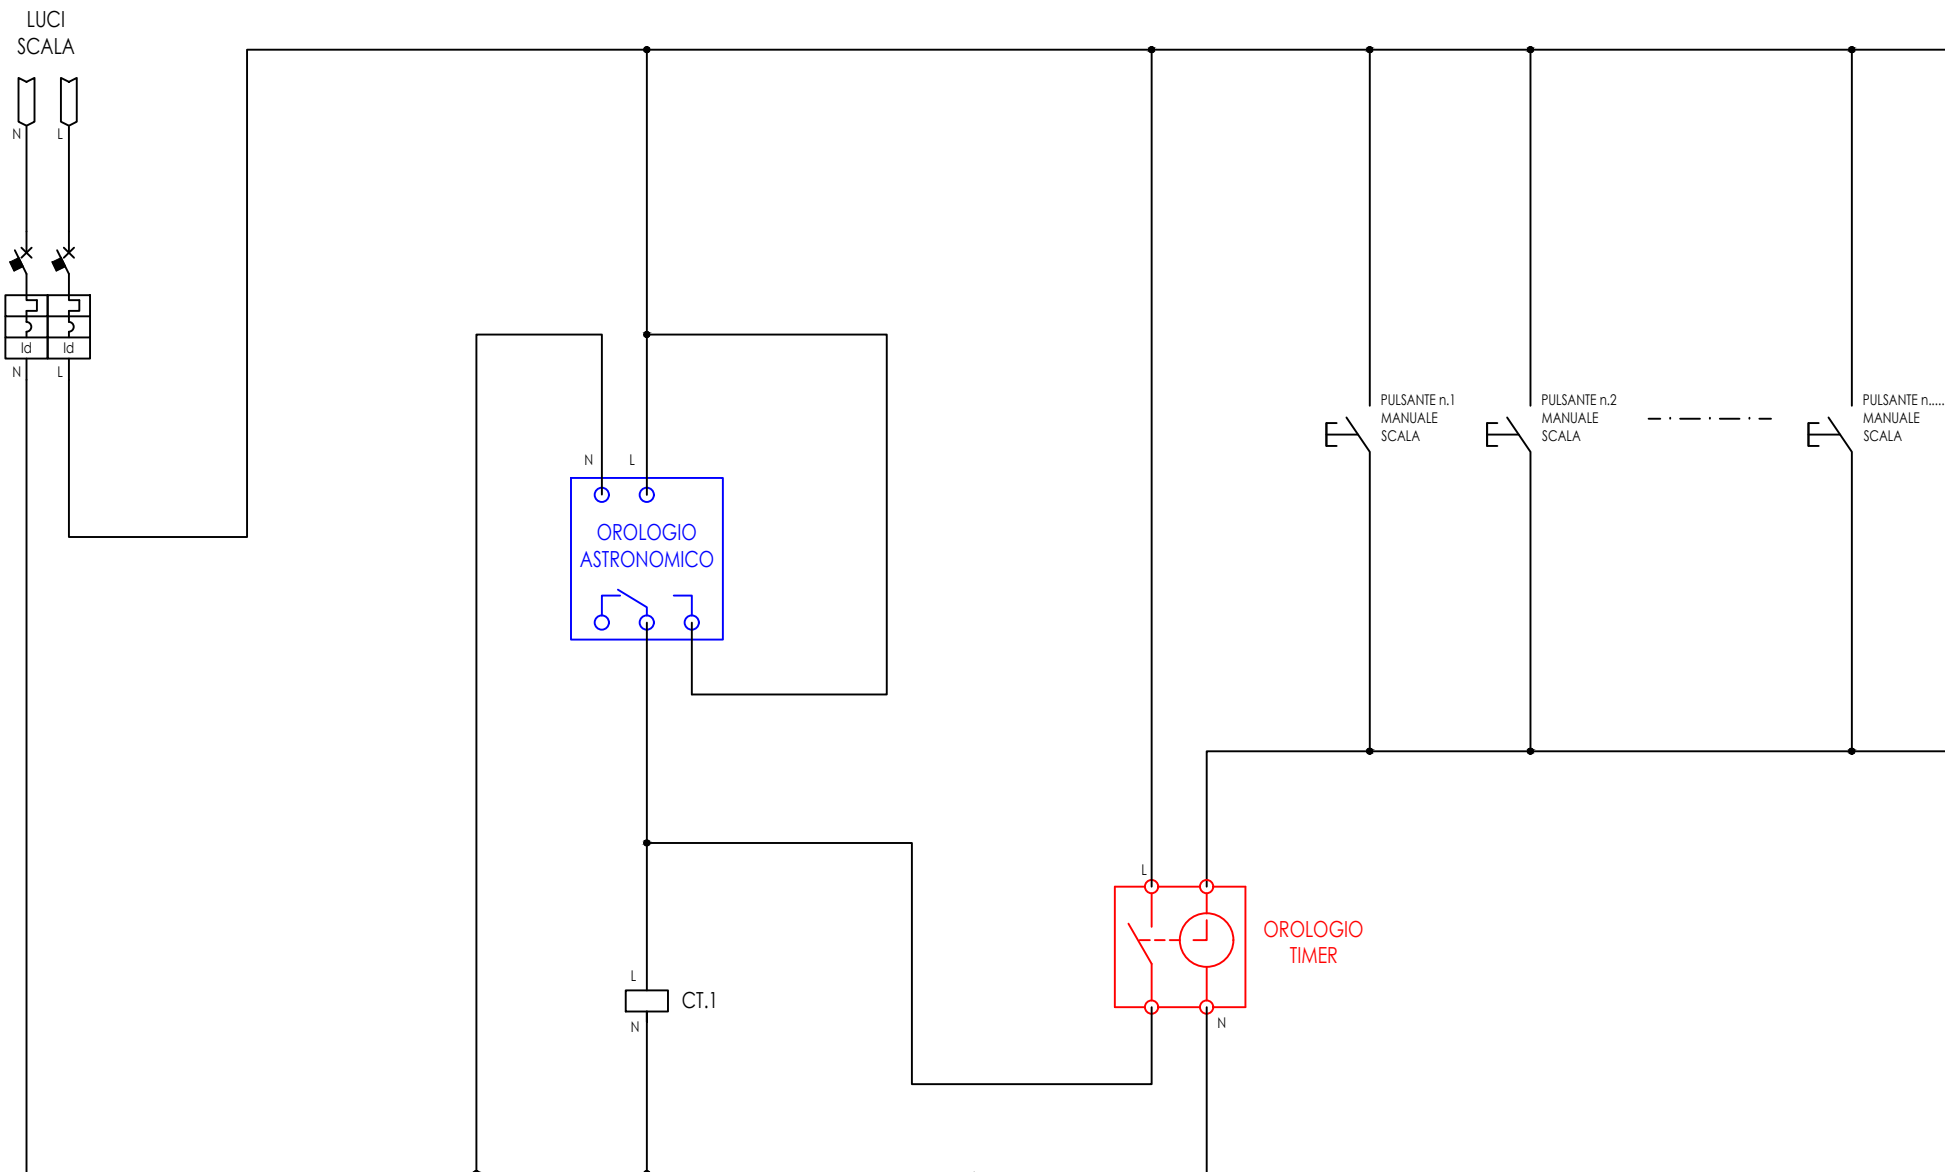 LUCI
SCALA
N
L
Id
Id
N
L
N
L
OROLOGIO
ASTRONOMICO
PULSANTE n.1
MANUALE
SCALA
PULSANTE n.2
MANUALE
SCALA
PULSANTE n.....
MANUALE
SCALA
L
OROLOGIO
TIMER
L
CT.1
N
N